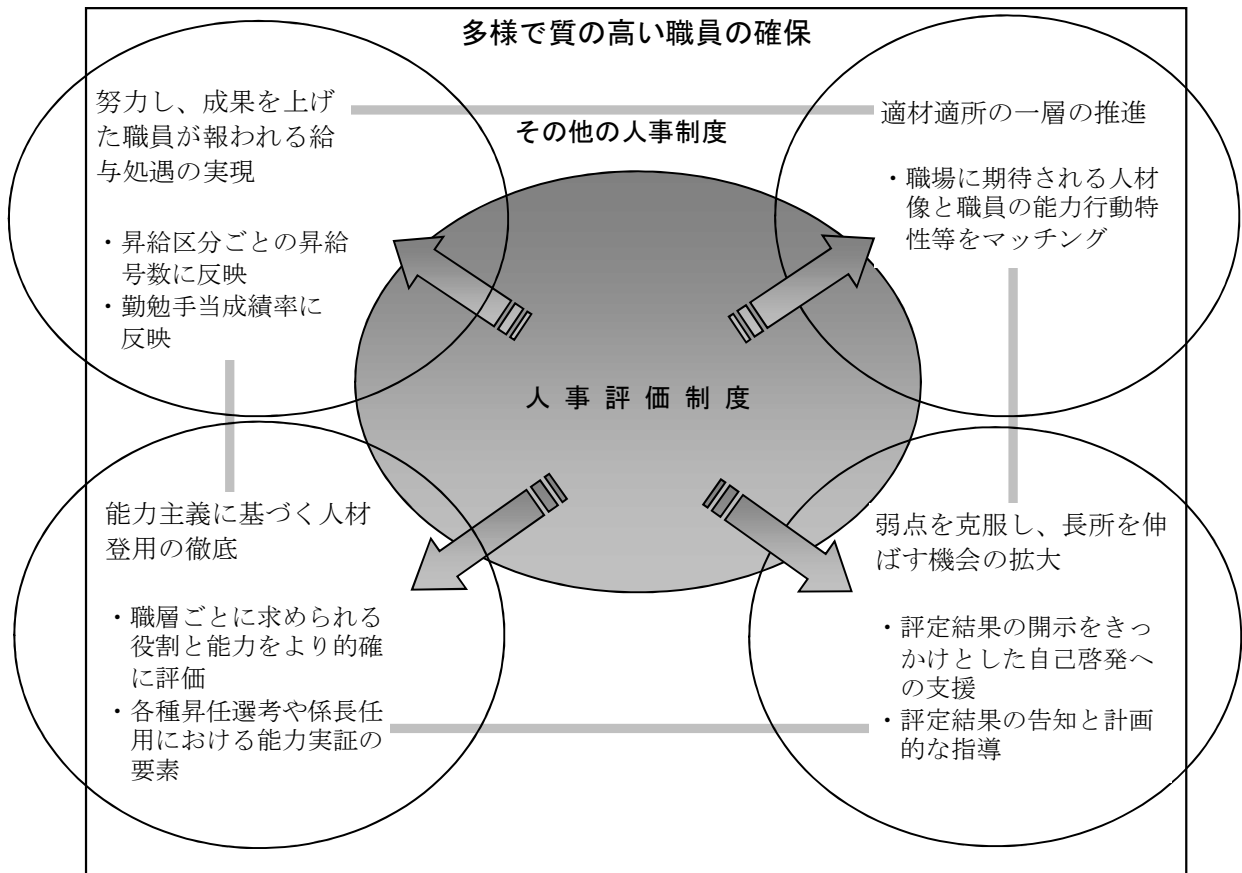 多様で質の高い職員の確保
努力し、成果を上げ
た職員が報われる給
与処遇の実現
・昇給区分ごとの昇給
号数に反映
・勤勉手当成績率に
反映
その他の人事制度
適材適所の一層の推進
・職場に期待される人材
像と職員の能力行動特
性等をマッチング
人事評価制度
能力主義に基づく人材
登用の徹底
・職層ごとに求められる
役割と能力をより的確
に評価
・各種昇任選考や係長任
用における能力実証の
要素
弱点を克服し、長所を伸
ばす機会の拡大
・評定結果の開示をきっ
かけとした自己啓発へ
の支援
・評定結果の告知と計画
的な指導